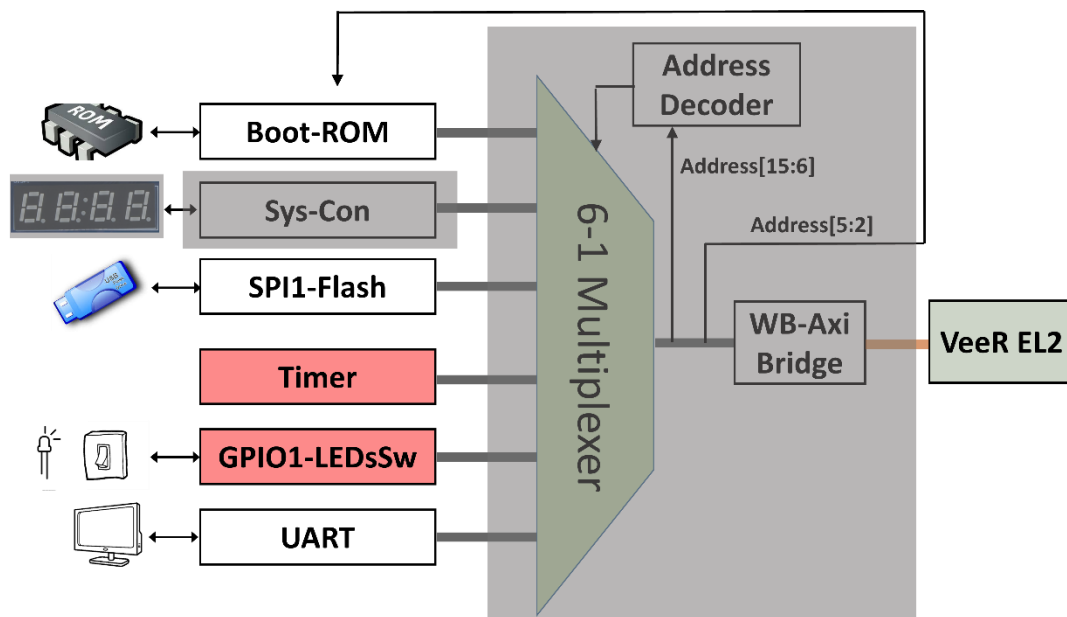 Address
Decoder
ROM
Boot-ROM
Address[15:6]
Sys-Con
Address[5:2]
6-1 Multiplexer
SPI1-Flash
WB-Axi
Bridge
VeeR EL2
Timer
GPIO1-LEDsSw
UART